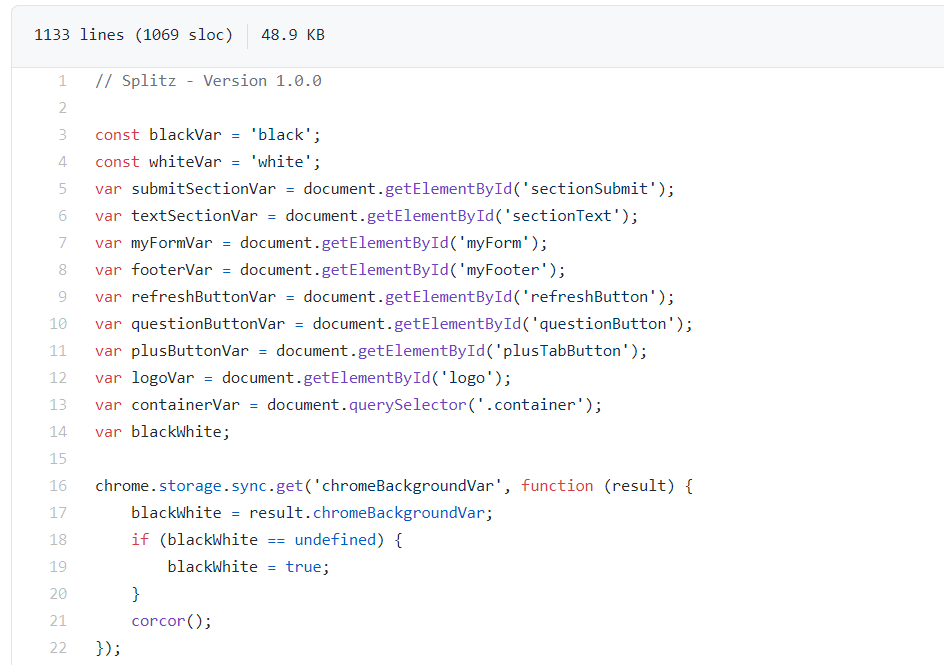 1133 lines (1069 sloc) 48.9 KB
1 // Splitz - Version 1.0.0
2
3 const blackVar = 'black';
4 const whiteVar = 'white';
5 var submitSectionVar = document.getElementById('sectionSubmit');
6 var textSectionVar = document.getElementById('sectionText');
7 var myFormVar = document.getElementById('myForm');
8 var footerVar = document.getElementById('myFooter');
9 var refreshButtonVar = document.getElementById('refreshButton');
10 var questionButtonVar = document.getElementById('questionButton');
11 var plusButtonVar = document.getElementById('plusTabButton');
12 var logoVar = document.getElementById('logo');
13 var containerVar = document.querySelector('.container');
14 var blackWhite;
15
16 chrome.storage.sync.get('chromeBackgroundVar', function (result) {
17     blackWhite = result.chromeBackgroundVar;
18     if (blackWhite == undefined) {
19         blackWhite = true;
20     }
21     corcor();
22 });